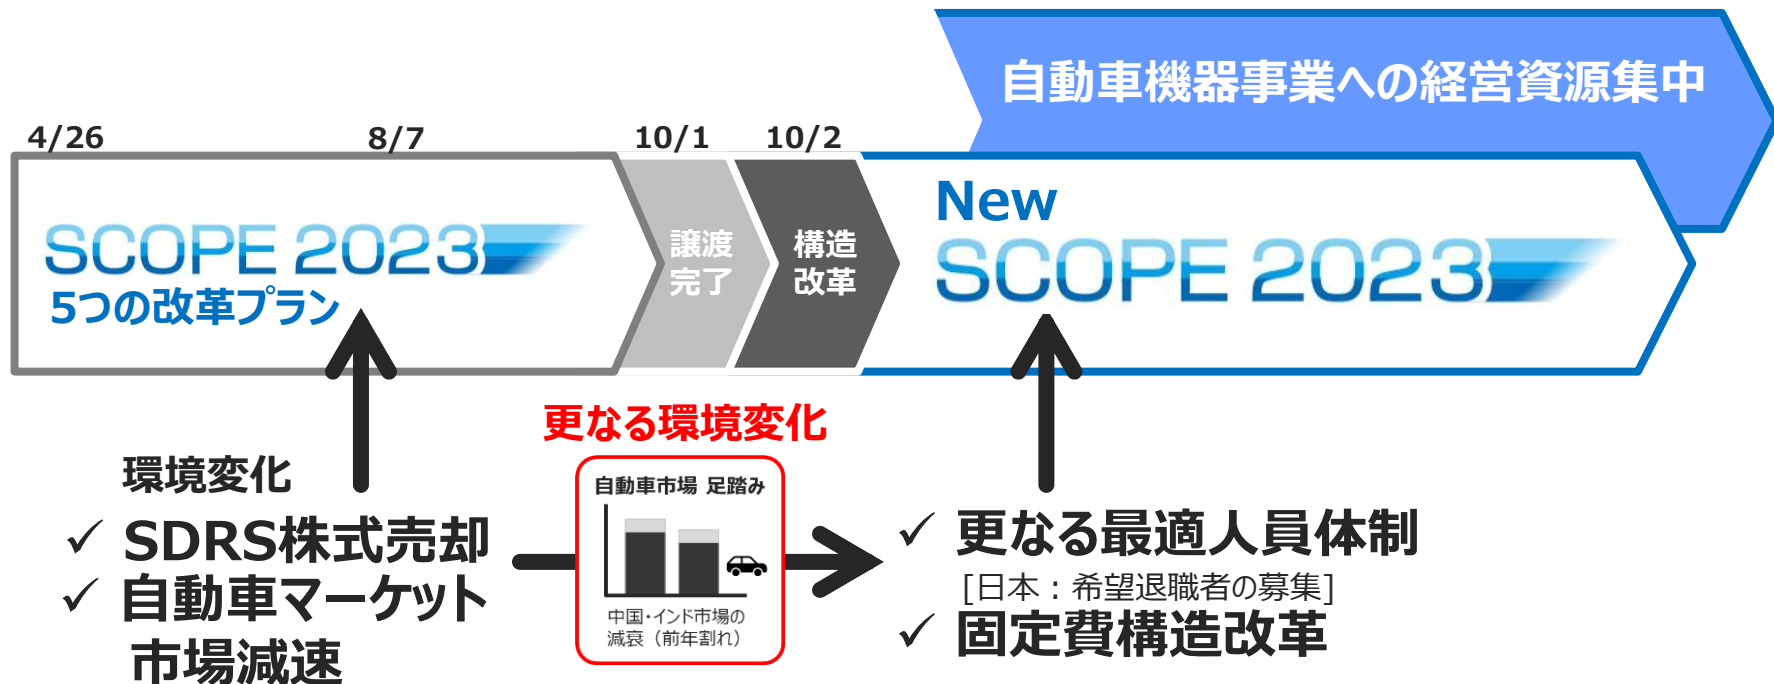 自動車機器事業への経営資源集中
4/26
8/7
10/1
10/2
SCOPE 2023
5つの改革プラン
譲渡
完了
構造
改革
New
SCOPE 2023
更なる環境変化
環境変化
✓ SDRS株式売却
✓ 自動車マーケット
市場減速
自動車市場 足踏み
中国・インド市場の
減衰（前年割れ）
✓ 更なる最適人員体制
[日本：希望退職者の募集]
✓ 固定費構造改革